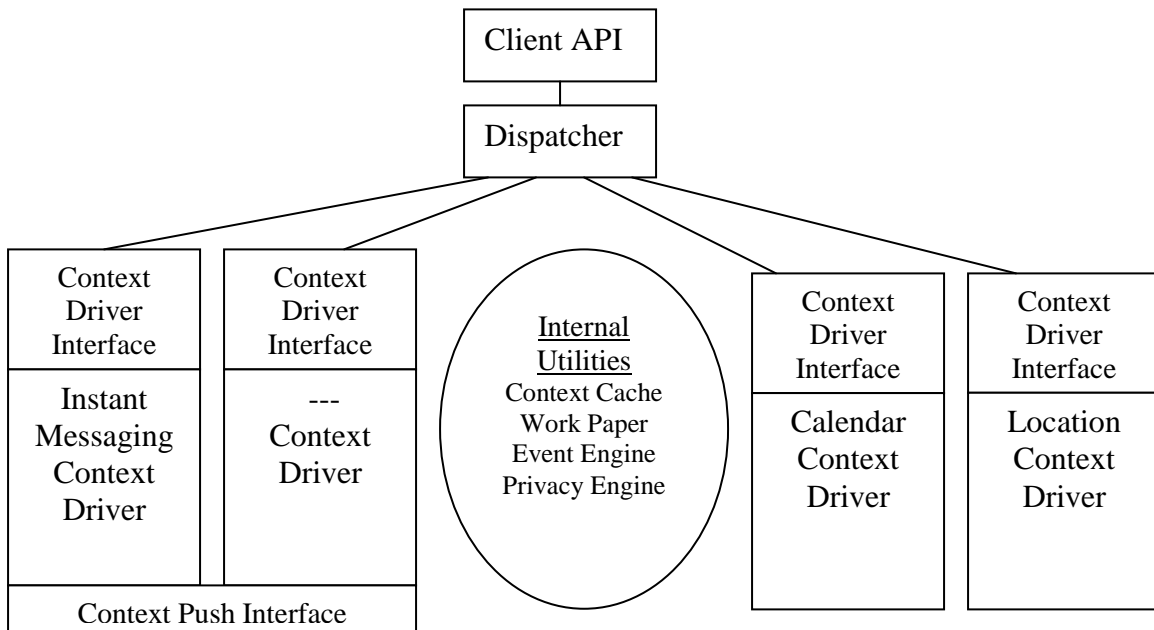 Client API
Dispatcher
Context
Driver
Interface
Instant
Messaging
Context
Driver
Context
Driver
Interface
---
Context
Driver
Context Push Interface
Internal
Utilities
Context Cache
Work Paper
Event Engine
Privacy Engine
Context
Driver
Interface
Calendar
Context
Driver
Context
Driver
Interface
Location
Context
Driver